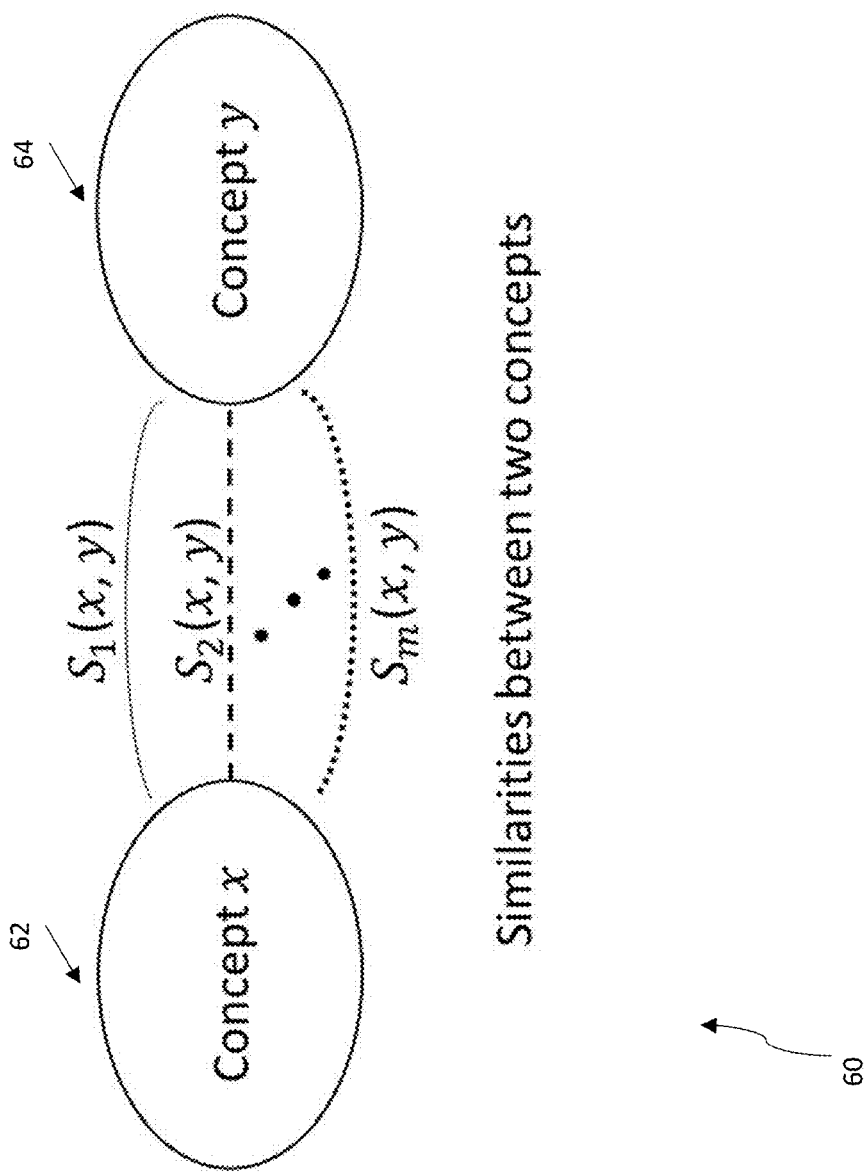 62
64
Concept x
S₁(x, y)
S₂(x, y)
Sₘ(x, y)
Concept y
Similarities between two concepts
60